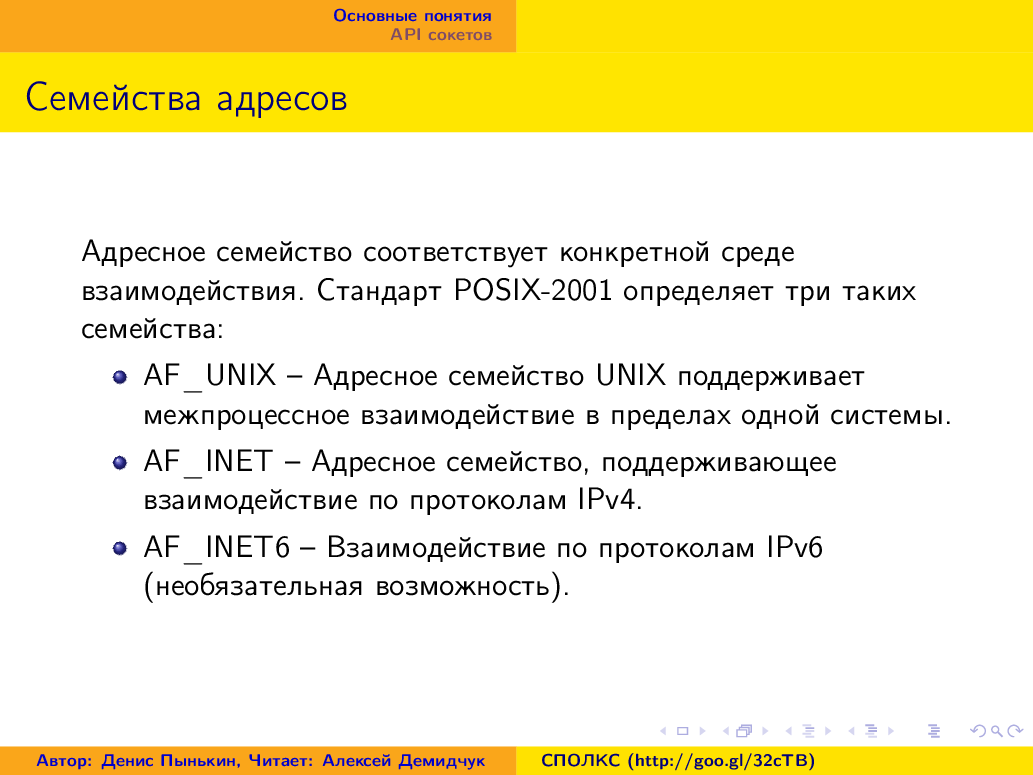 Основные понятия
API сокетов
Семейства адресов
Адресное семейство соответствует конкретной среде
взаимодействия. Стандарт POSIX-2001 определяет три таких
семейства:
AF_UNIX – Адресное семейство UNIX поддерживает
межпроцессное взаимодействие в пределах одной системы.
AF_INET – Адресное семейство, поддерживающее
взаимодействие по протоколам IPv4.
AF_INET6 – Взаимодействие по протоколам IPv6
(необязательная возможность).
Автор: Денис Пынькин, Читает: Алексей Демидчук
СПОЛКС (http://goo.gl/32cTB)